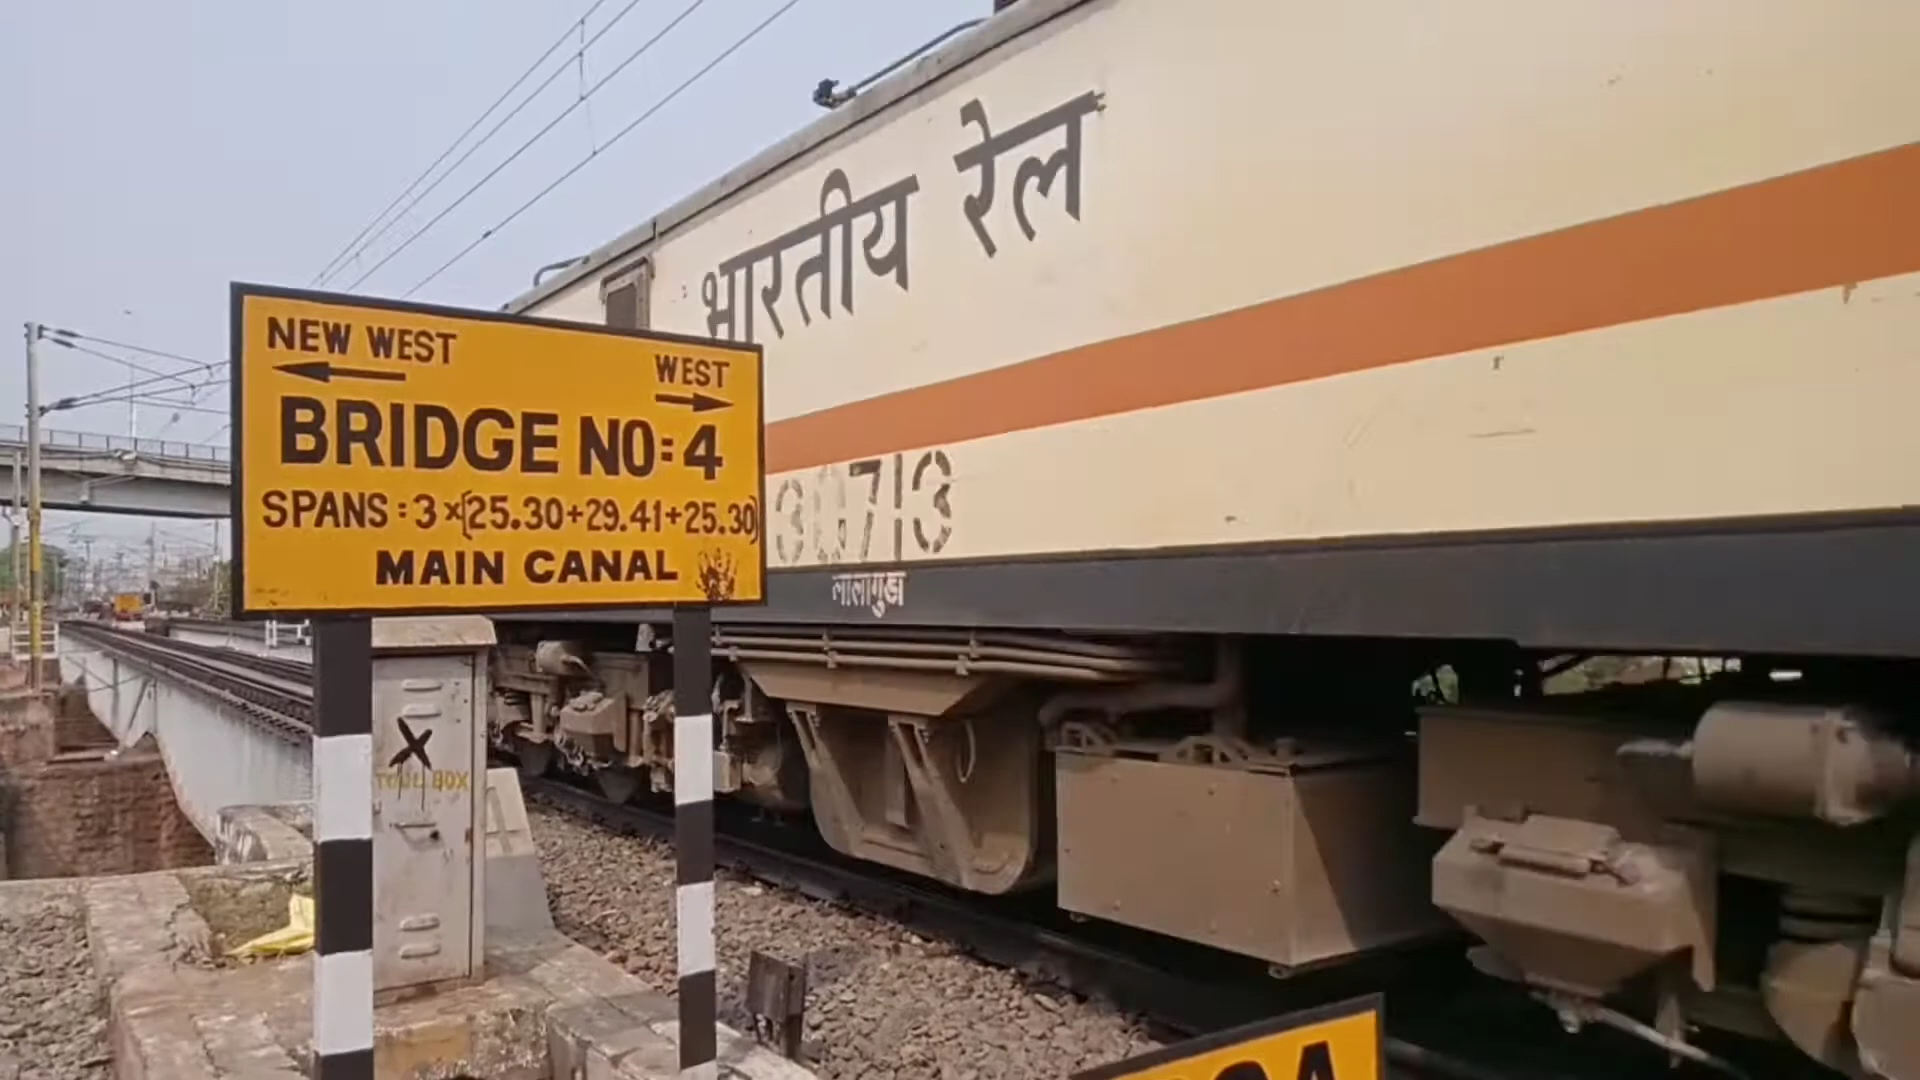 भारतीय रेल
NEW WEST
WEST
BRIDGE NO:4
SPANS : 3 x[25.30+29.41+25.30)
MAIN CANAL
30713
लालागुडा
X
TOOL BOX